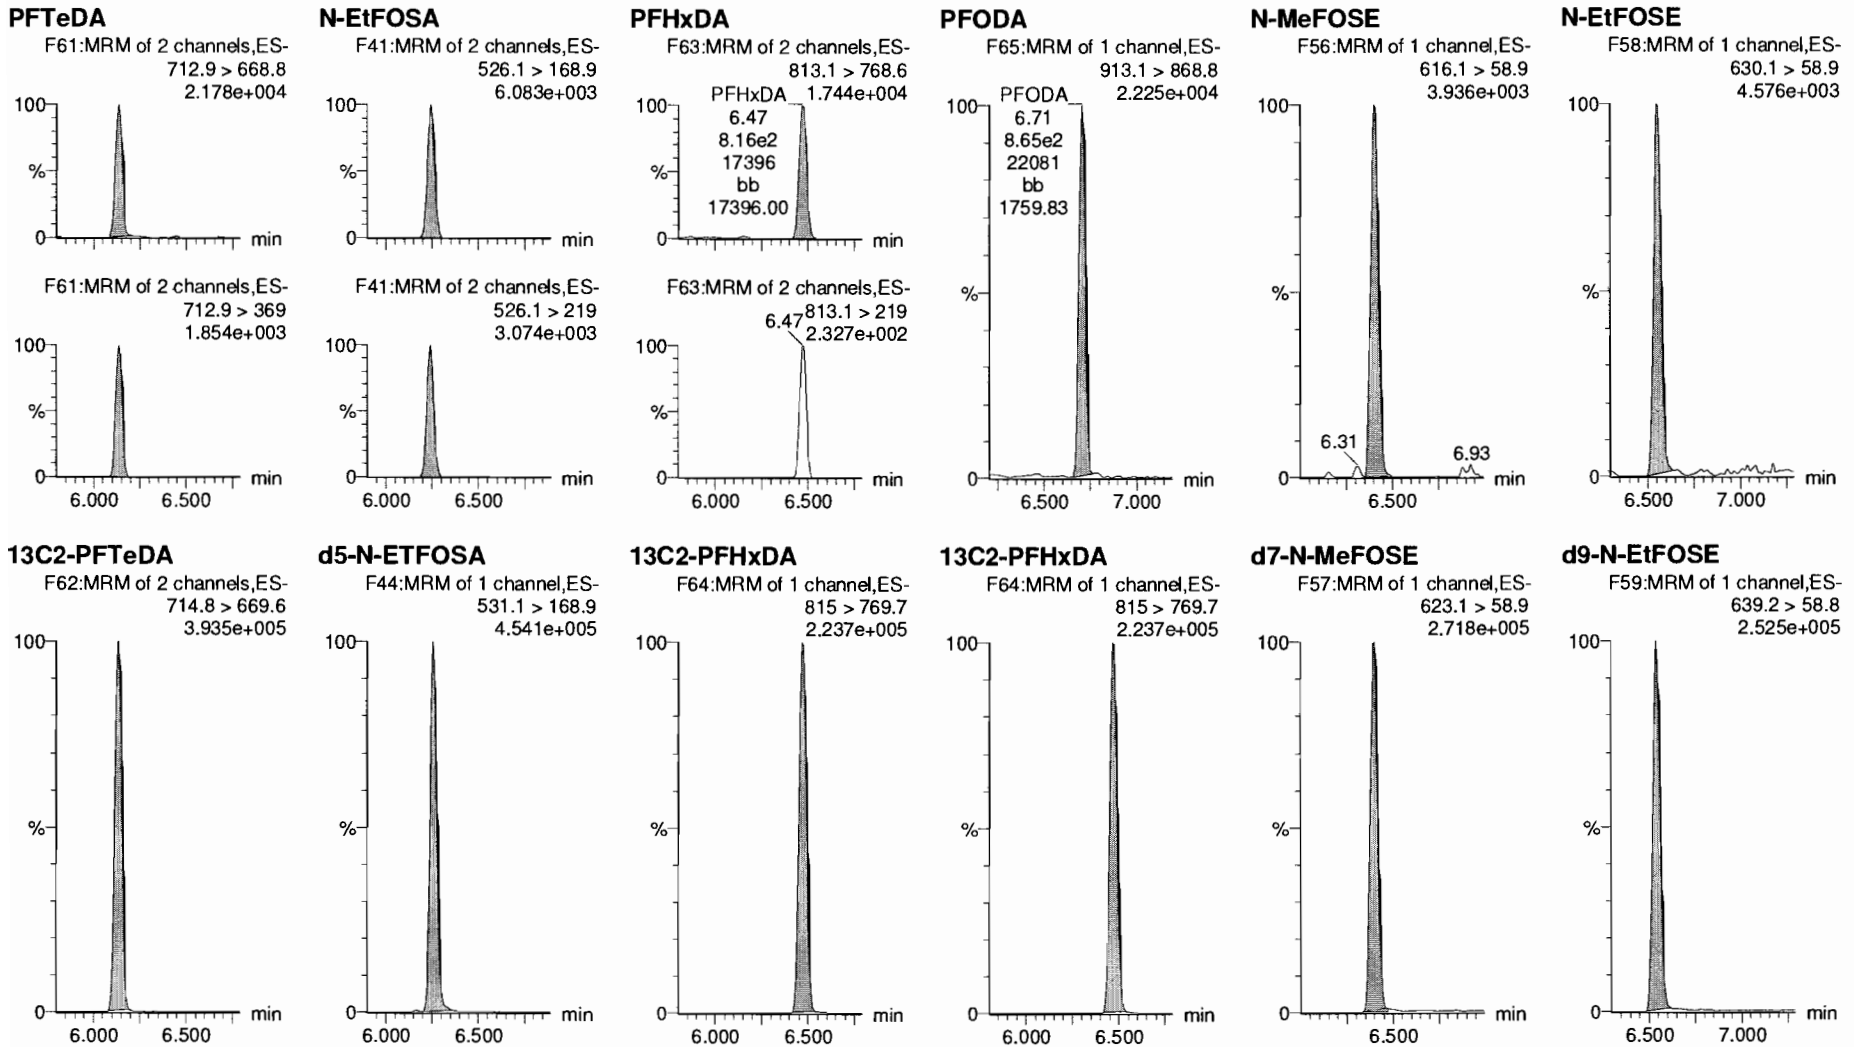 PFTeDA
F61:MRM of 2 channels,ES-
712.9 > 668.8
2.178e+004
100
%
0
min
F61:MRM of 2 channels,ES-
712.9 > 369
1.854e+003
100
%
0
min
6.000 6.500
N-EtFOSA
F41:MRM of 2 channels,ES-
526.1 > 168.9
6.083e+003
100
%
0
min
F41:MRM of 2 channels,ES-
526.1 > 219
3.074e+003
100
%
0
min
6.000 6.500
PFHxDA
F63:MRM of 2 channels,ES-
813.1 > 768.6
1.744e+004
PFHxDA
6.47
8.16e2
17396
bb
17396.00
100
%
0
min
F63:MRM of 2 channels,ES-
813.1 > 219
2.327e+002
6.47
100
%
0
min
6.000 6.500
PFODA
F65:MRM of 1 channel,ES-
913.1 > 868.8
2.225e+004
PFODA
6.71
8.65e2
22081
bb
1759.83
100
%
0
min
6.500 7.000
N-MeFOSE
F56:MRM of 1 channel,ES-
616.1 > 58.9
3.936e+003
100
%
6.31
6.93
0
min
6.500
N-EtFOSE
F58:MRM of 1 channel,ES-
630.1 > 58.9
4.576e+003
100
%
0
min
6.500 7.000
13C2-PFTeDA
F62:MRM of 2 channels,ES-
714.8 > 669.6
3.935e+005
100
%
0
min
6.000 6.500
d5-N-ETFOSA
F44:MRM of 1 channel,ES-
531.1 > 168.9
4.541e+005
100
%
0
min
6.000 6.500
13C2-PFHxDA
F64:MRM of 1 channel,ES-
815 > 769.7
2.237e+005
100
%
0
min
6.000 6.500
13C2-PFHxDA
F64:MRM of 1 channel,ES-
815 > 769.7
2.237e+005
100
%
0
min
6.000 6.500
d7-N-MeFOSE
F57:MRM of 1 channel,ES-
623.1 > 58.9
2.718e+005
100
%
0
min
6.500
d9-N-EtFOSE
F59:MRM of 1 channel,ES-
639.2 > 58.8
2.525e+005
100
%
0
min
6.500 7.000